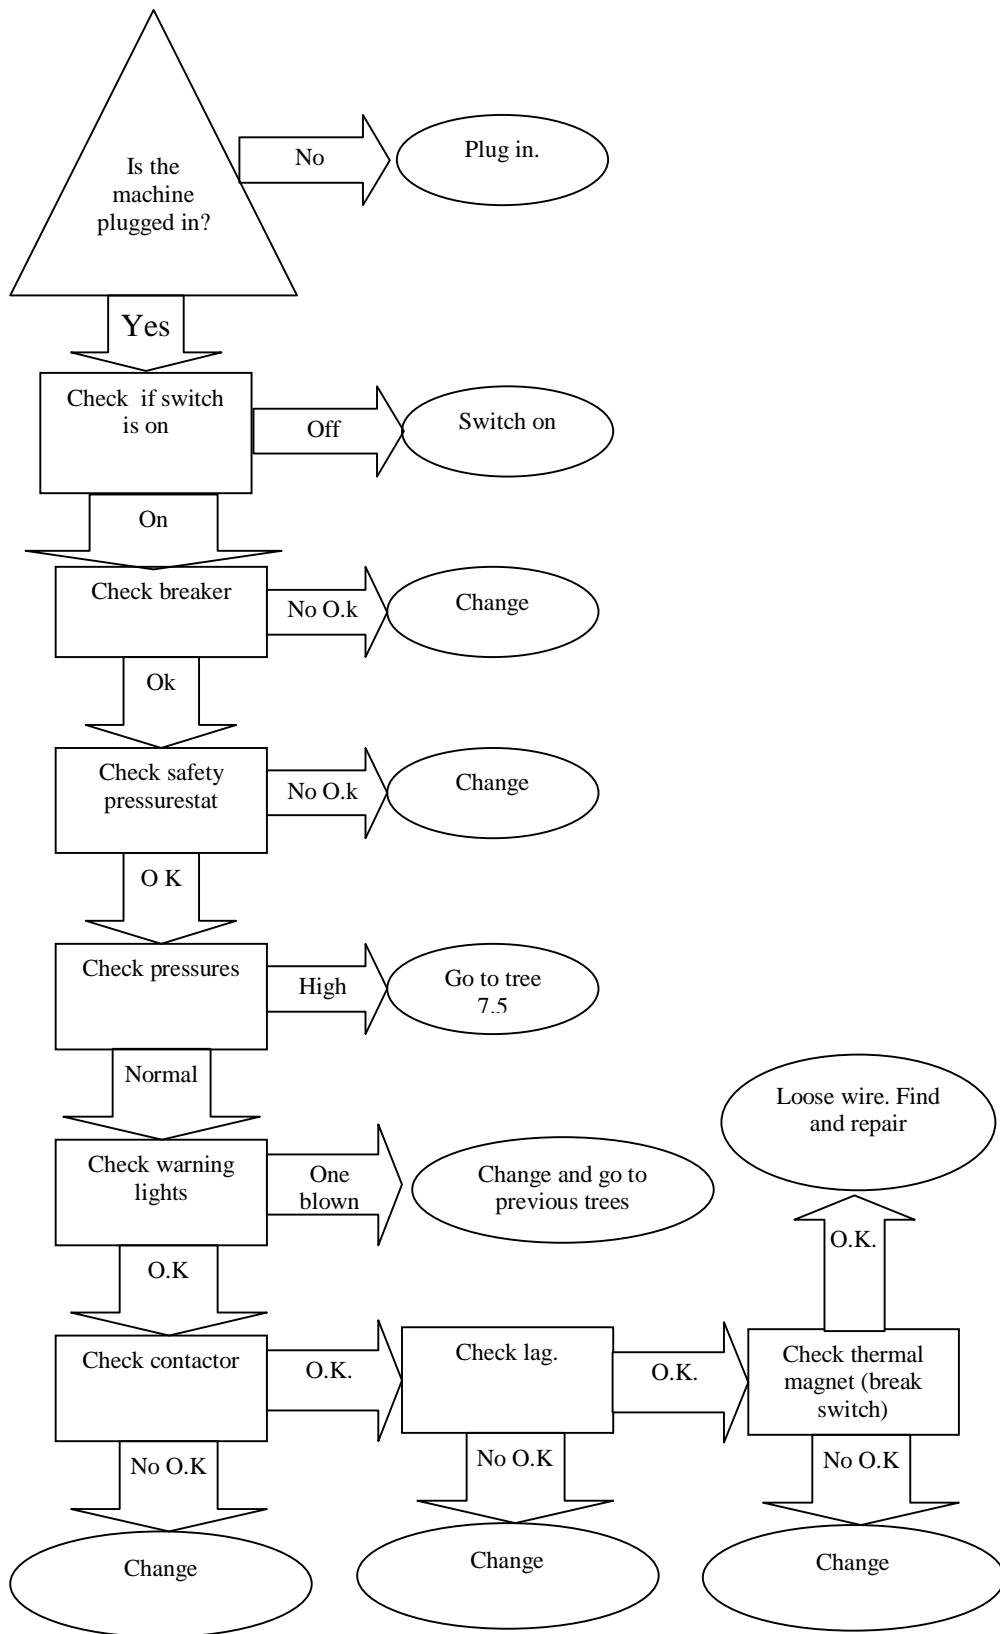 Is the
machine
plugged in?
No
Plug in.
Yes
Check  if switch
is on
Off
Switch on
On
Check breaker
No O.k
Change
Ok
Check safety
pressurestat
No O.k
Change
O K
Check pressures
High
Go to tree
7.5
Normal
Check warning
lights
One
blown
Change and go to
previous trees
Loose wire. Find
and repair
O.K.
O.K
Check contactor
O.K.
Check lag.
O.K.
Check thermal
magnet (break
switch)
No O.K
No O.K
No O.K
Change
Change
Change